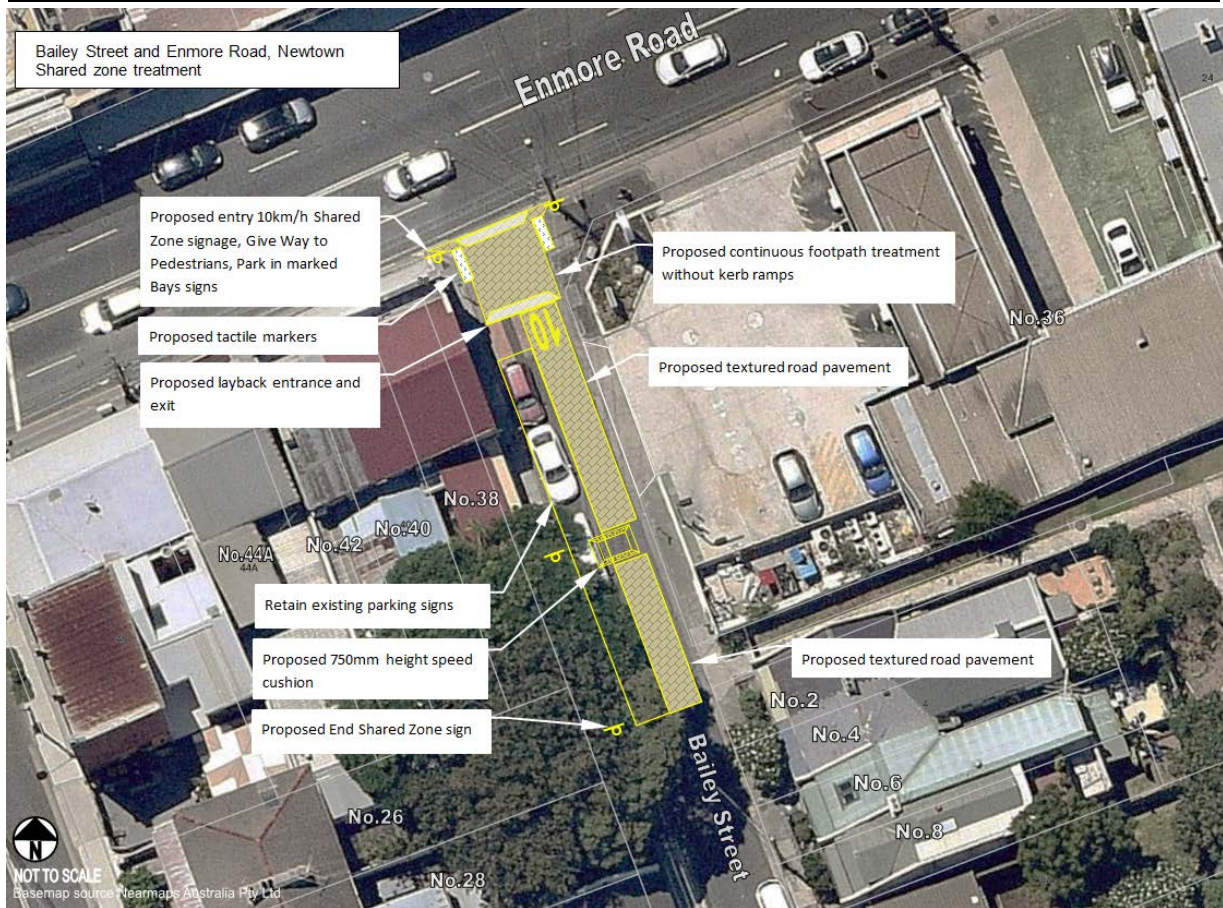 Bailey Street and Enmore Road, Newtown
Shared zone treatment
Enmore Road
24
Proposed entry 10km/h Shared
Zone signage, Give Way to
Pedestrians, Park in marked
Bays signs
Proposed continuous footpath treatment
without kerb ramps
No.36
Proposed tactile markers
10
Proposed textured road pavement
Proposed layback entrance and
exit
No.38
No.40
No.42
No.44A
44A
Retain existing parking signs
Proposed 750mm height speed
cushion
Proposed textured road pavement
No.2
Proposed End Shared Zone sign
No.4
Bailey Street
No.6
No.8
No.26
No.28
N
NOT TO SCALE
Basemap source Nearmaps Australia Pty Ltd